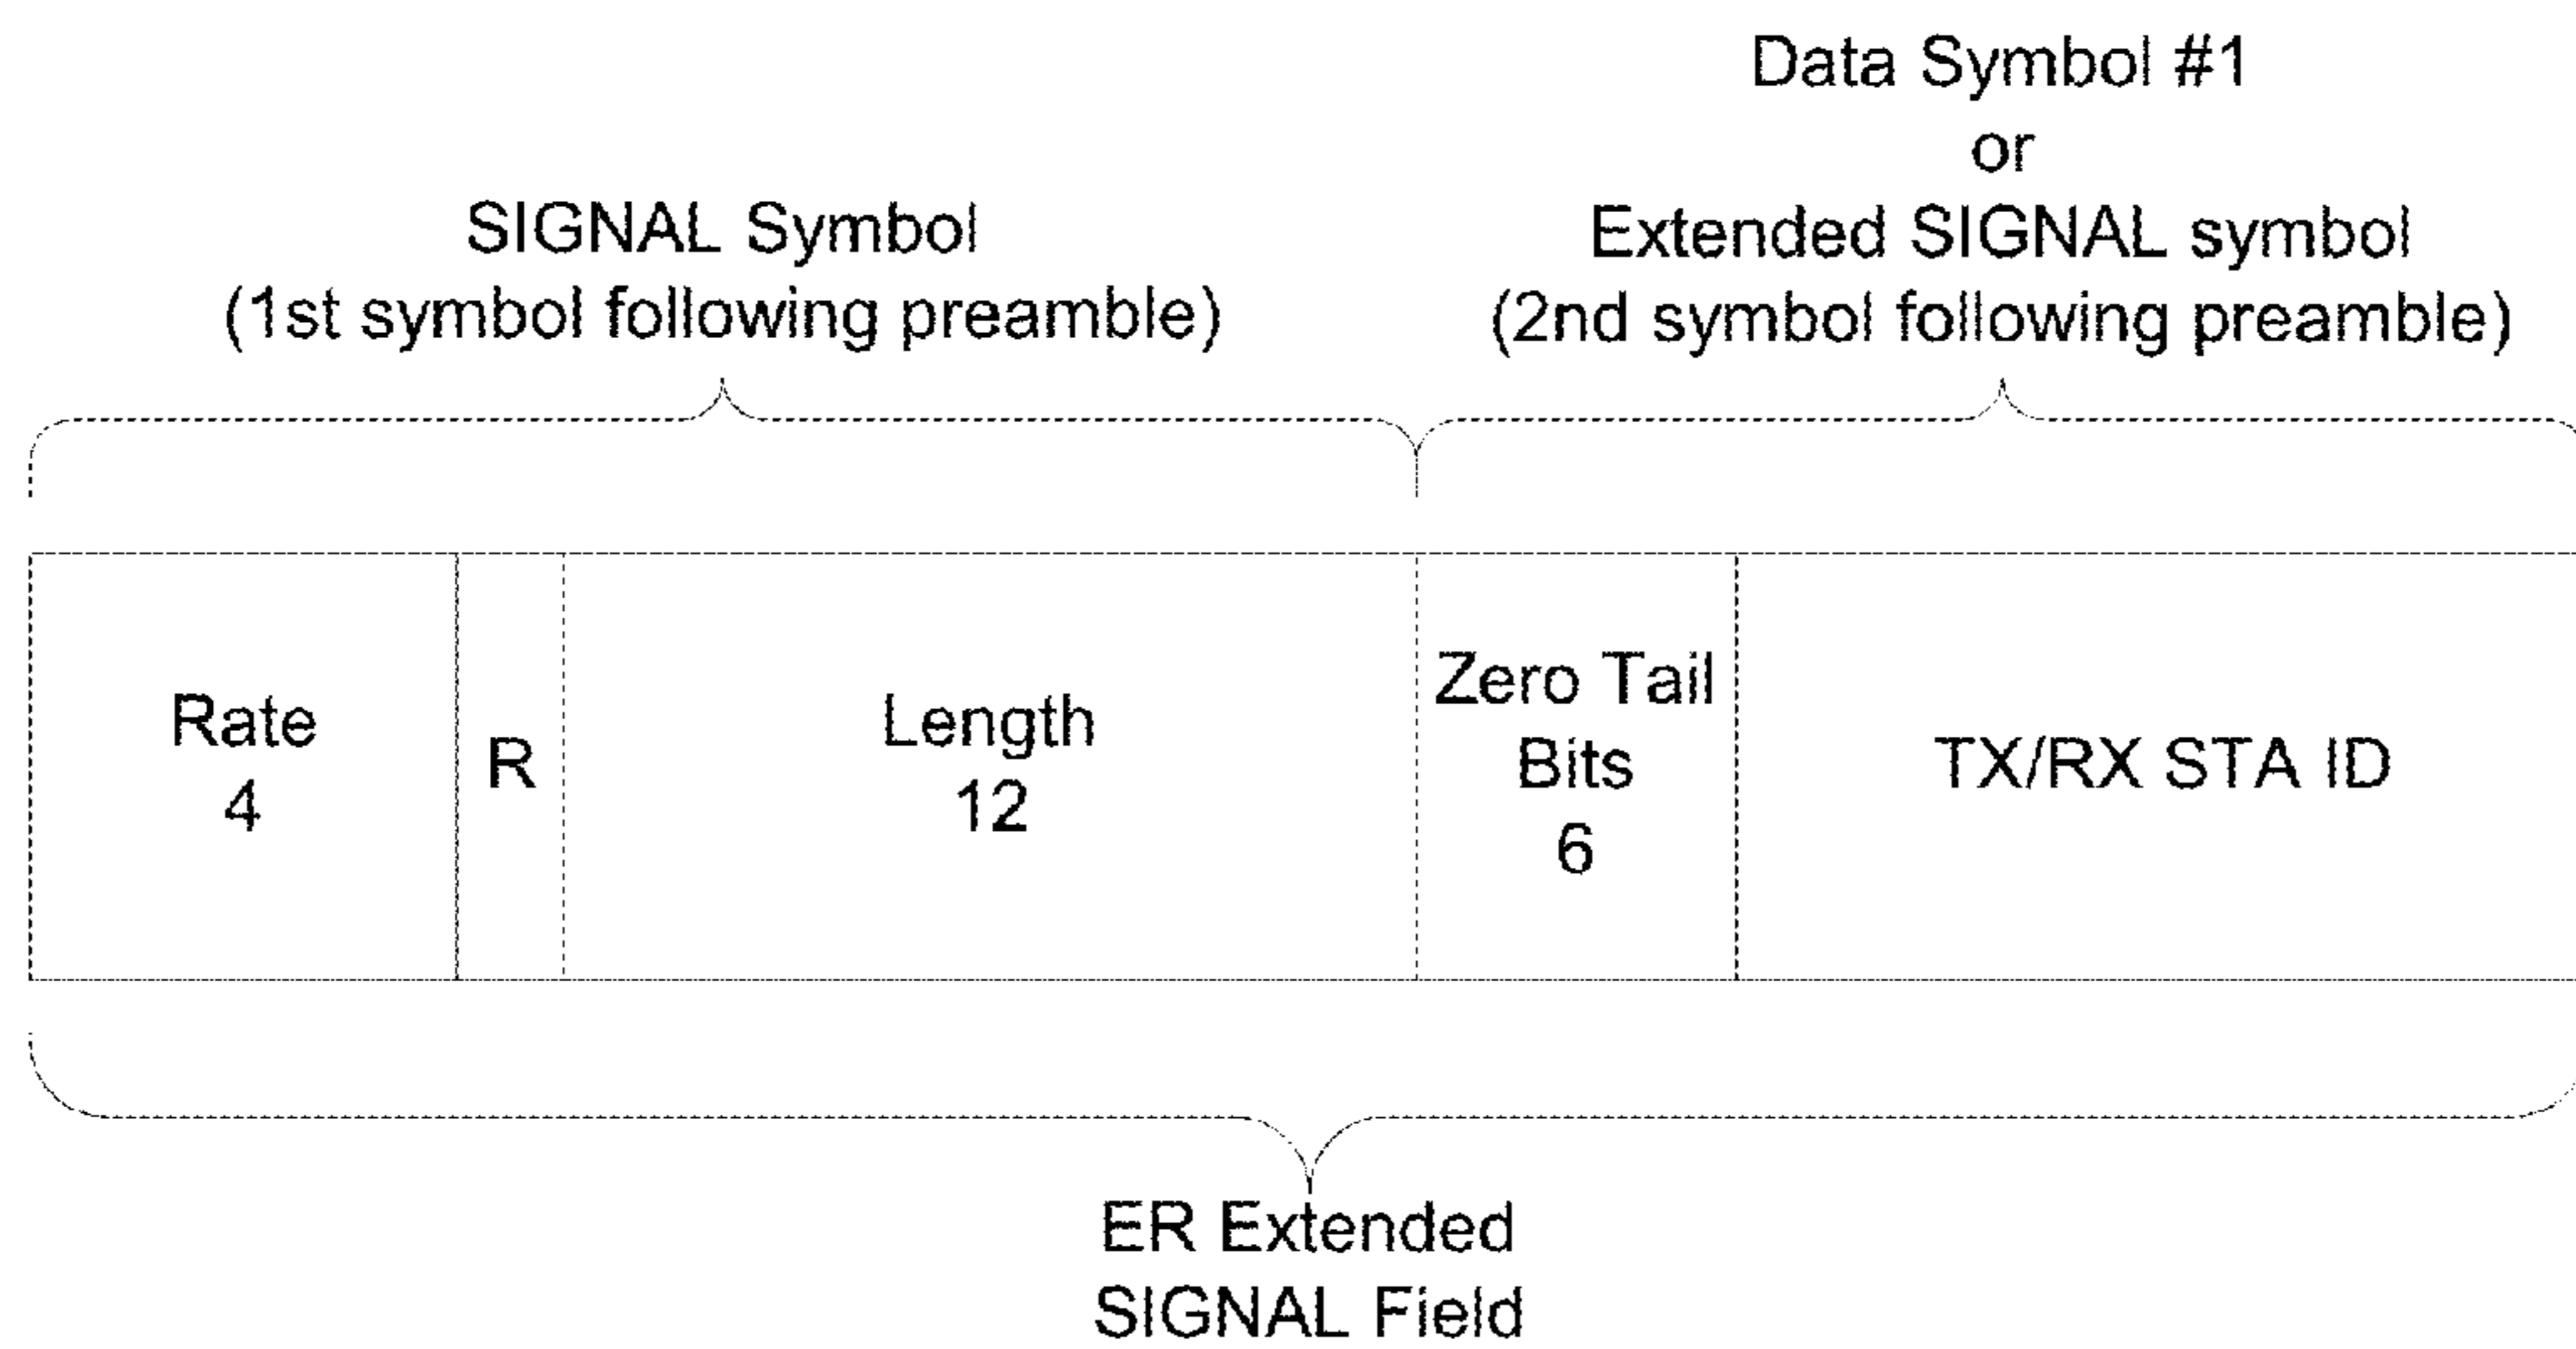 Data Symbol #1
or
Extended SIGNAL symbol
(2nd symbol following preamble)
SIGNAL Symbol
(1st symbol following preamble)
Rate
4
R
Length
12
Zero Tail
Bits
6
TX/RX STA ID
ER Extended
SIGNAL Field